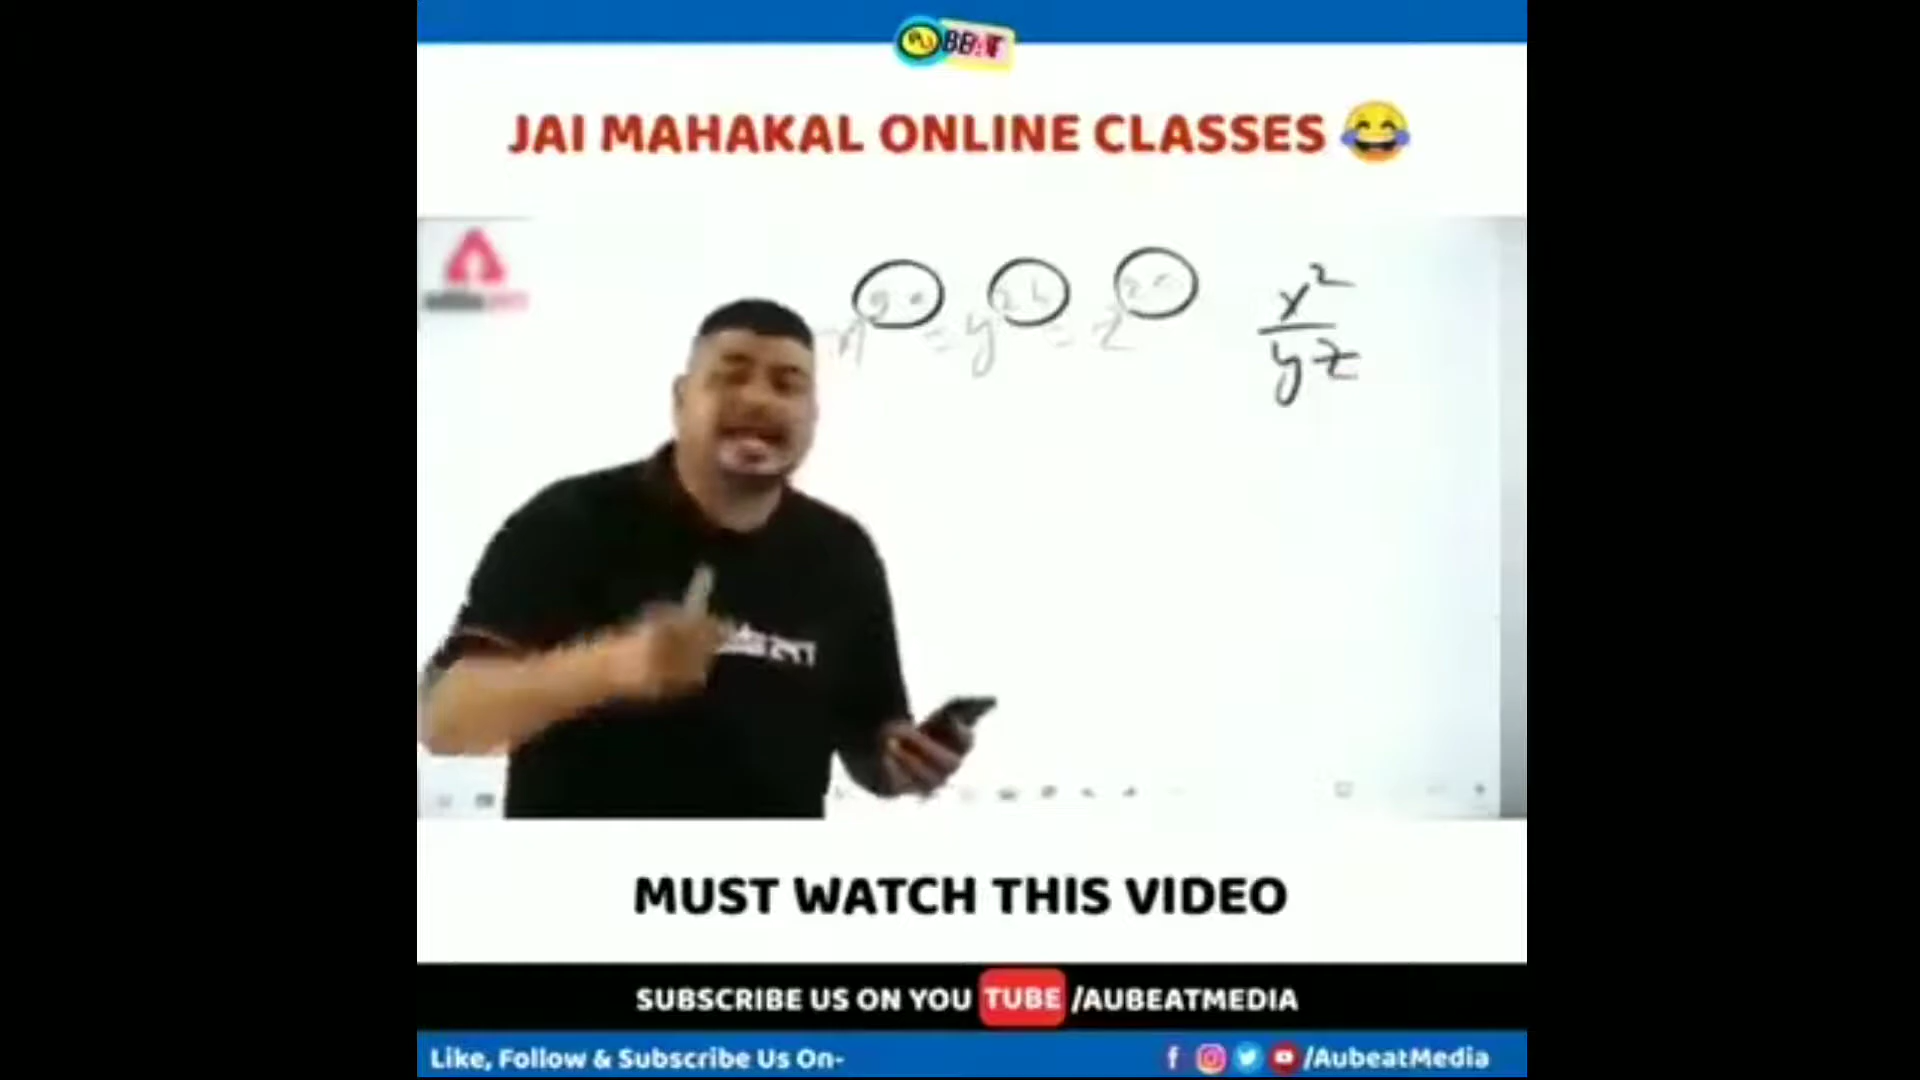 JAI MAHAKAL ONLINE CLASSES 😂
x²
yz
MUST WATCH THIS VIDEO
SUBSCRIBE US ON YOU TUBE /AUBEATMEDIA
Like, Follow & Subscribe Us On- /AubeatMedia